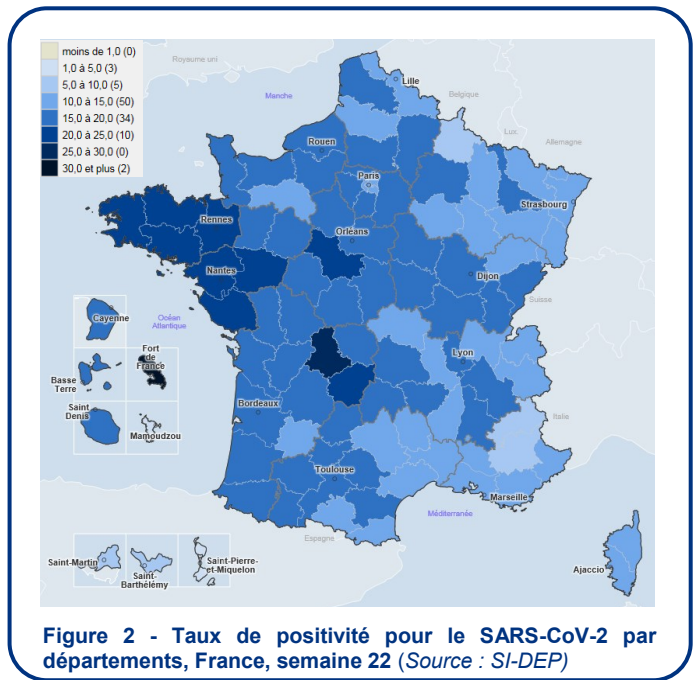 moins de 1,0 (0)
1,0 à 5,0 (3)
5,0 à 10,0 (5)
10,0 à 15,0 (50)
15,0 à 20,0 (34)
20,0 à 25,0 (10)
25,0 à 30,0 (0)
30,0 et plus (2)
Royaume uni
Manche
Lille
Belgique
Lux.
Allemagne
Rouen
Paris
Strasbourg
Rennes
Orléans
Nantes
Dijon
Suisse
Océan
Atlantique
Cayenne
Fort
de
France
Basse
Terre
Saint
Denis
Mamoudzou
Lyon
Italie
Bordeaux
Toulouse
Marseille
Méditerranée
Espagne
Ajaccio
Saint-Martin
Saint-
Barthélémy
Saint-Pierre-
et-Miquelon
Figure 2 - Taux de positivité pour le SARS-CoV-2 par
départements, France, semaine 22 (Source : SI-DEP)